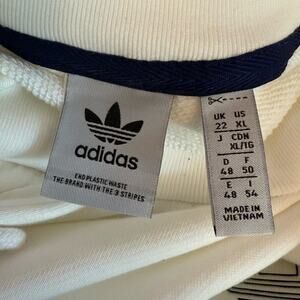 adidas
END PLASTIC WASTE
THE BRAND WITH THE 3 STRIPES
UK US
22 XL
J CDN
XL/TG
D F
48 50
E I
48 54
MADE IN
VIETNAM